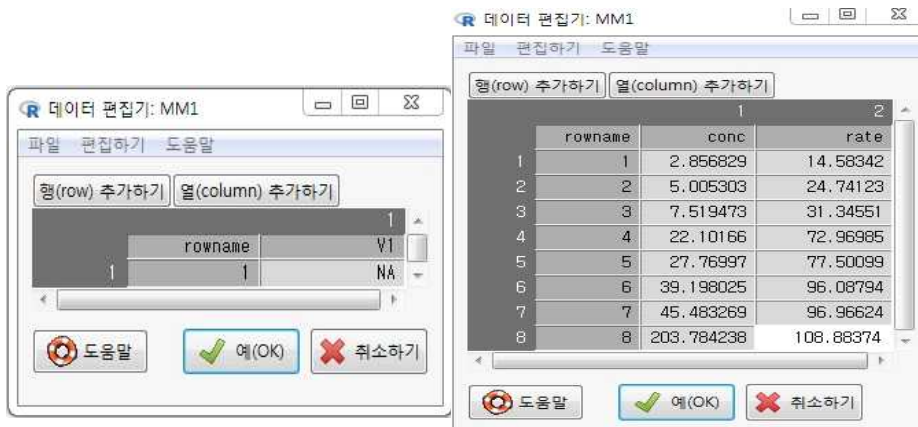 데이터 편집기: MM1
파일 편집하기 도움말
행(row) 추가하기 열(column) 추가하기
1
rowname V1
1 1 NA
도움말 예(OK) 취소하기
데이터 편집기: MM1
파일 편집하기 도움말
행(row) 추가하기 열(column) 추가하기
1 2
rowname conc rate
1 1 2.856829 14.58342
2 2 5.005303 24.74123
3 3 7.519473 31.34551
4 4 22.10166 72.96985
5 5 27.76997 77.50099
6 6 39.198025 96.08794
7 7 45.483269 96.96624
8 8 203.784238 108.88374
도움말 예(OK) 취소하기